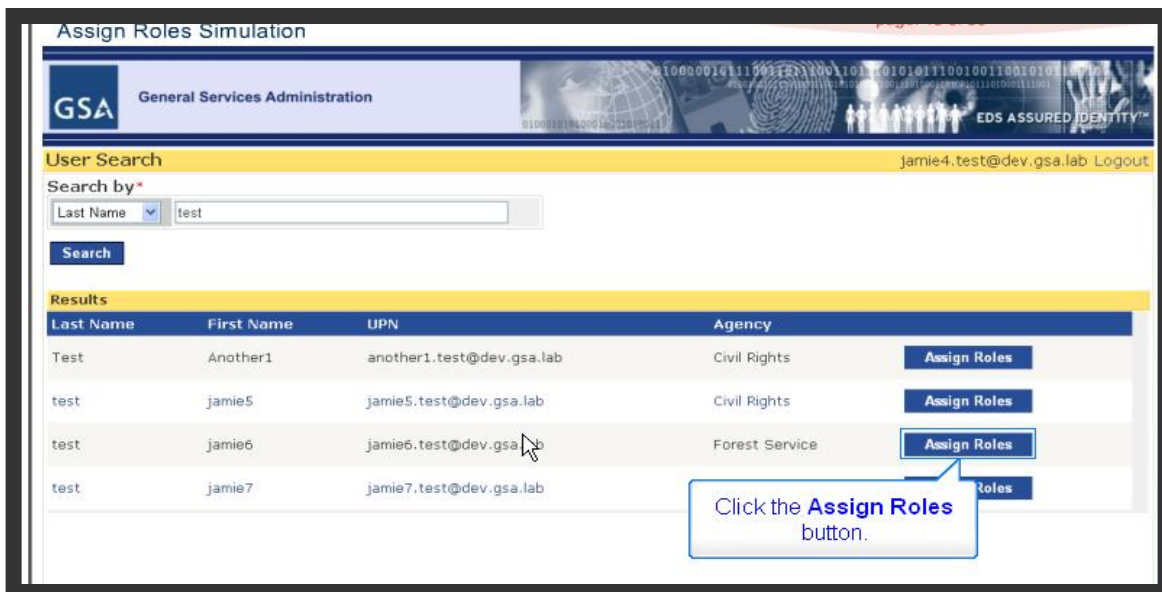 Assign Roles Simulation
GSA General Services Administration
EDS ASSURED IDENTITY™
User Search jamie4.test@dev.gsa.lab Logout
Search by*
Last Name test
Search
Results
Last Name First Name UPN Agency
Test Another1 another1.test@dev.gsa.lab Civil Rights Assign Roles
test jamie5 jamie5.test@dev.gsa.lab Civil Rights Assign Roles
test jamie6 jamie6.test@dev.gsa.lab Forest Service Assign Roles
test jamie7 jamie7.test@dev.gsa.lab Roles
Click the Assign Roles
button.